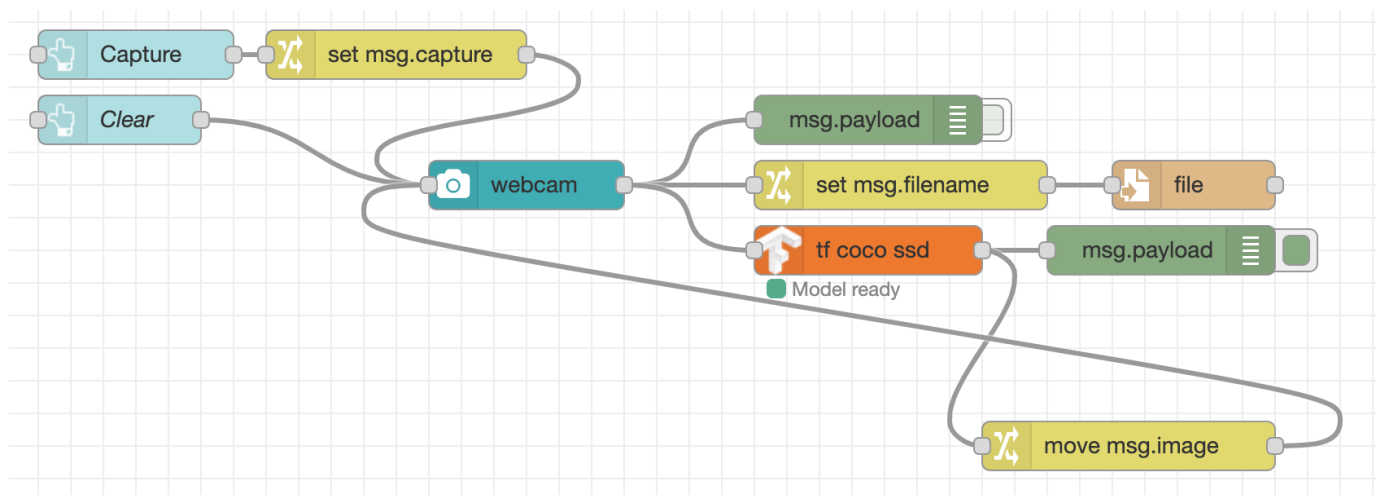 Capture
set msg.capture
Clear
msg.payload
webcam
set msg.filename
file
tf coco ssd
msg.payload
Model ready
move msg.image